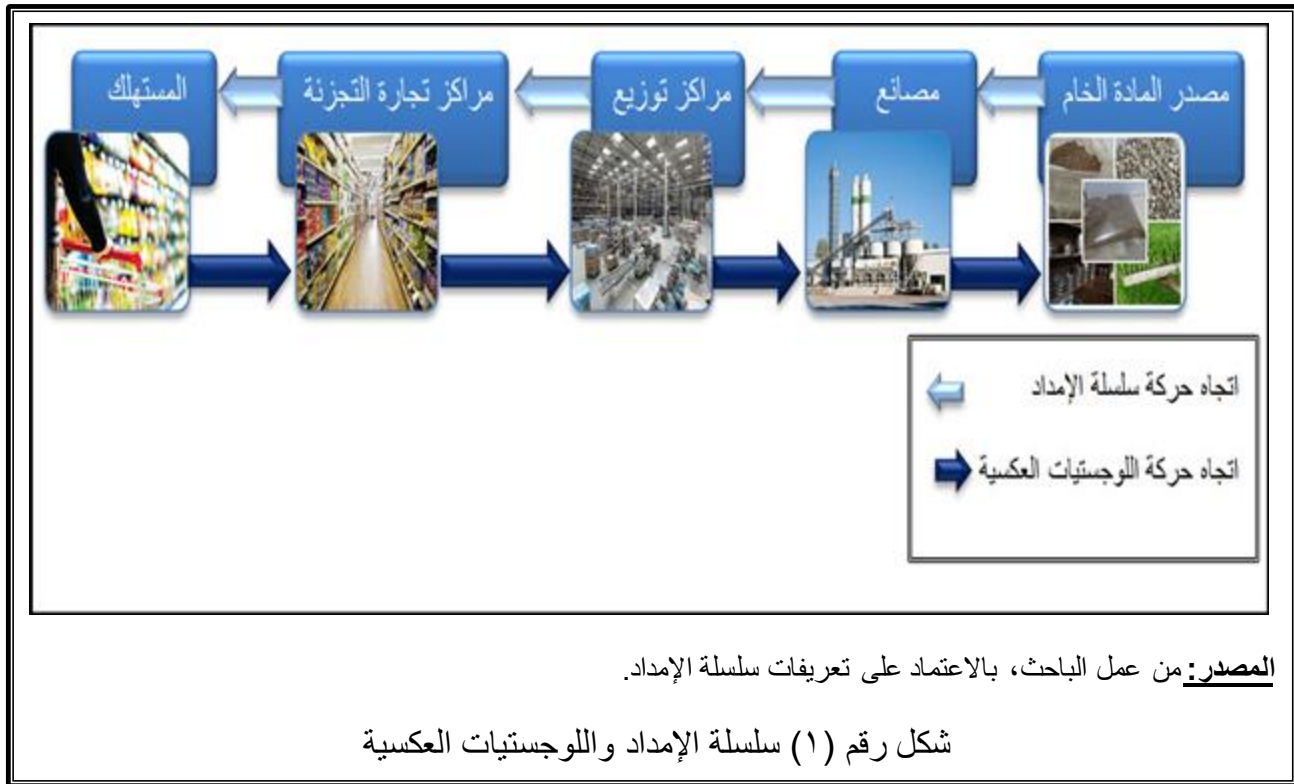 مصدر المادة الخام
مصانع
مراكز توزيع
مراكز تجارة التجزئة
المستهلك
اتجاه حركة سلسلة الإمداد
اتجاه حركة اللوجستيات العكسية
المصدر: من عمل الباحث، بالاعتماد على تعريفات سلسلة الإمداد.
شكل رقم (١) سلسلة الإمداد واللوجستيات العكسية